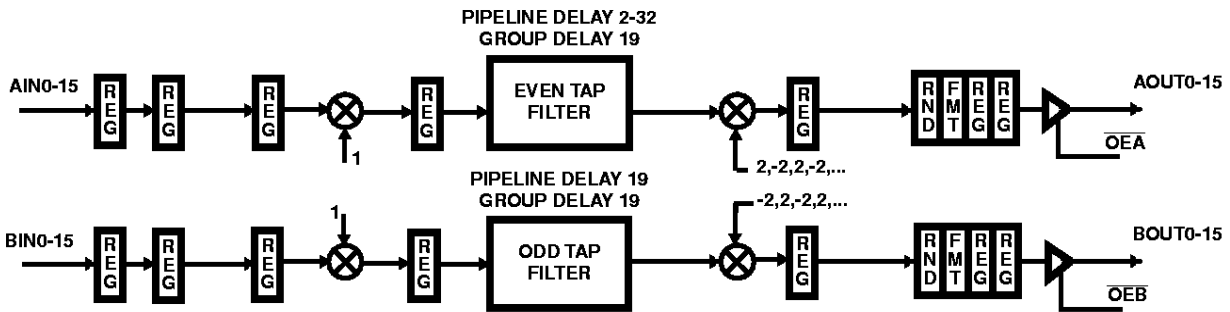 PIPELINE DELAY 2-32
GROUP DELAY 19
AIN0-15
REG
REG
REG
1
REG
EVEN TAP
FILTER
2,-2,2,-2,...
REG
RND
FMT
REG
REG
AOUT0-15
OEA
PIPELINE DELAY 19
GROUP DELAY 19
BIN0-15
REG
REG
REG
1
REG
ODD TAP
FILTER
-2,2,-2,2,...
REG
RND
FMT
REG
REG
BOUT0-15
OEB